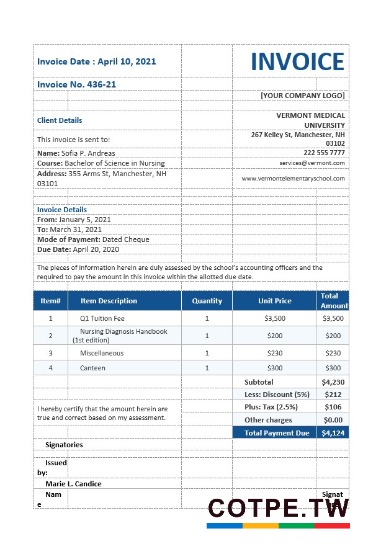 Invoice Date : April 10, 2021
INVOICE
Invoice No. 436-21
[YOUR COMPANY LOGO]
Client Details
VERMONT MEDICAL
UNIVERSITY
This invoice is sent to:
267 Kelley St, Manchester, NH
03102
Name: Sofia P. Andreas
222 555 7777
Course: Bachelor of Science in Nursing
services@vermont.com
Address: 355 Arms St, Manchester, NH
03101
www.vermontelementaryschool.com
Invoice Details
From: January 5, 2021
To: March 31, 2021
Mode of Payment: Dated Cheque
Due Date: April 20, 2020
The pieces of information herein are duly assessed by the school's accounting officers and the
required to pay the amount in this invoice within the allotted due date.
Item# Item Description Quantity Unit Price Total Amount
1 Q1 Tuition Fee 1 $3,500 $3,500
2 Nursing Diagnosis Handbook (1st edition) 1 $200 $200
3 Miscellaneous 1 $230 $230
4 Canteen 1 $300 $300
Subtotal $4,230
Less: Discount (5%) $212
I hereby certify that the amount herein are
true and correct based on my assessment.
Plus: Tax (2.5%) $106
Other charges $0.00
Total Payment Due $4,124
Signatories
Issued
by:
Marie L. Candice
Nam
e
Signat
COTPE.TW